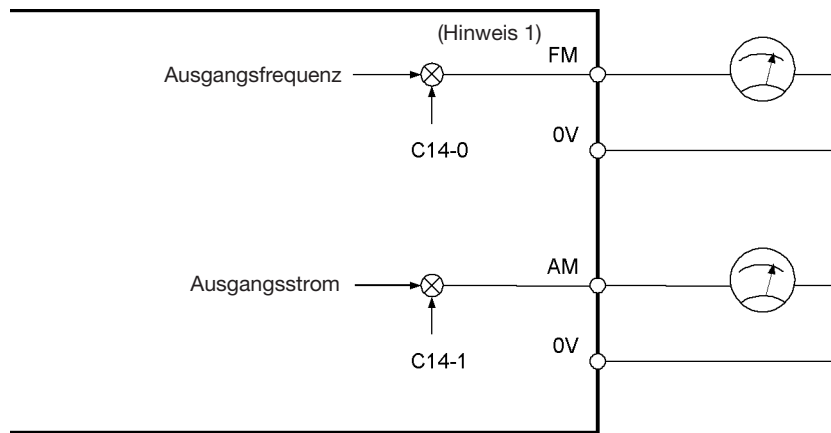 (Hinweis 1)
FM
Ausgangsfrequenz
C14-0
0V
AM
Ausgangsstrom
C14-1
0V